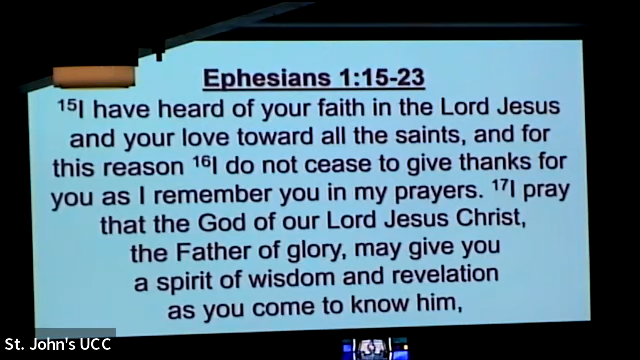 Ephesians 1:15-23
¹⁵I have heard of your faith in the Lord Jesus
and your love toward all the saints, and for
this reason ¹⁶I do not cease to give thanks for
you as I remember you in my prayers. ¹⁷I pray
that the God of our Lord Jesus Christ,
the Father of glory, may give you
a spirit of wisdom and revelation
as you come to know him,
St. John's UCC